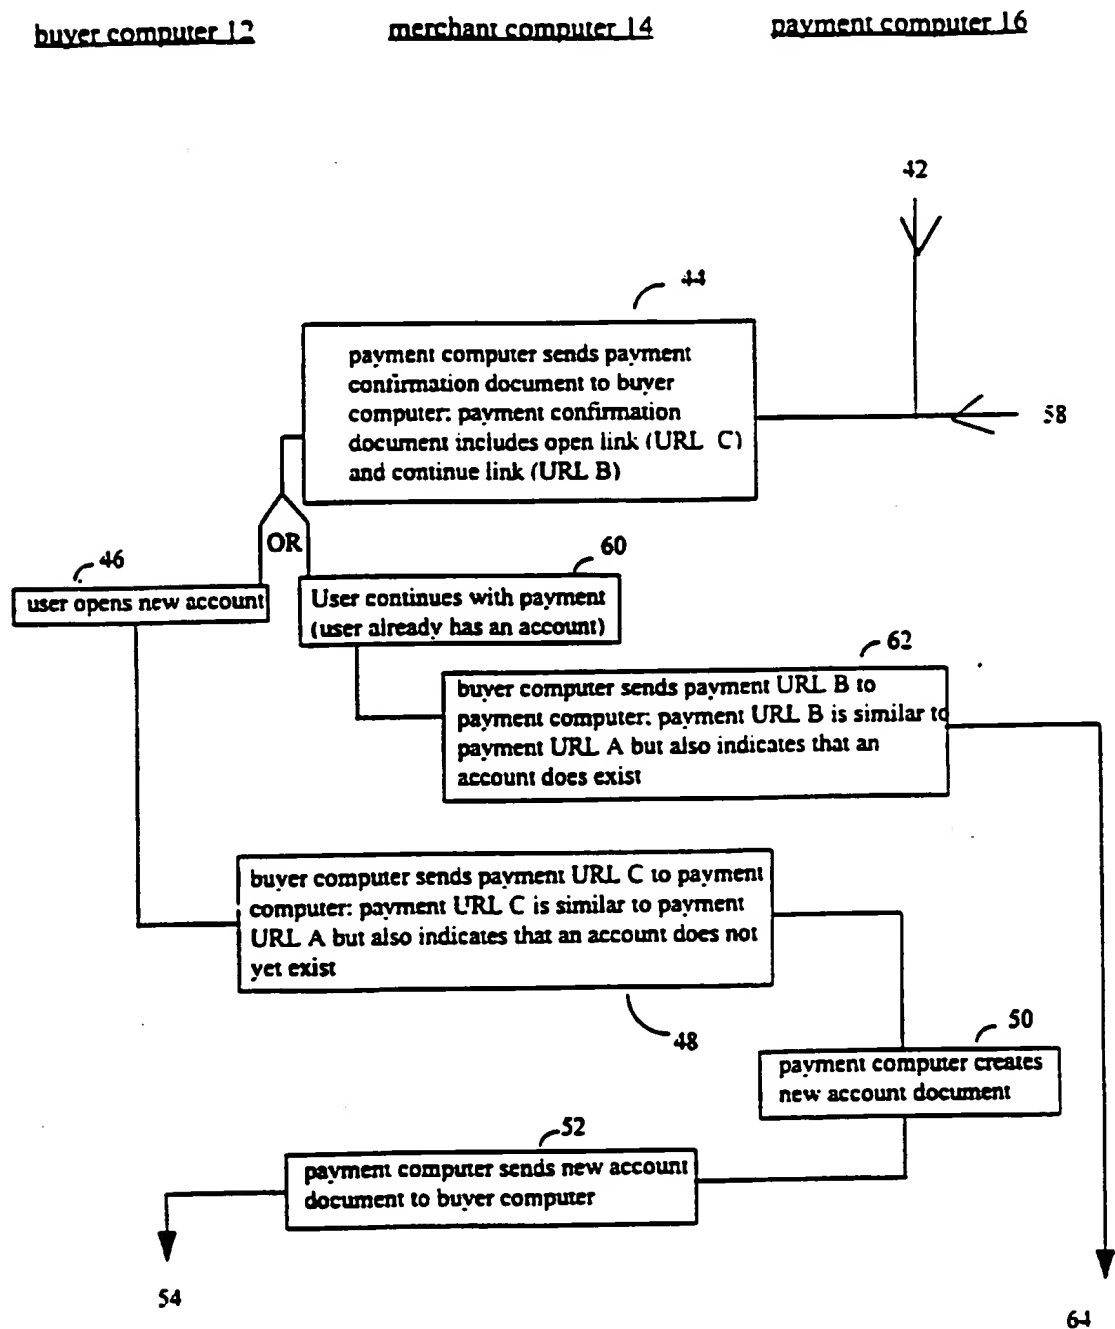 buyer computer 12
merchant computer 14
payment computer 16
42
44
payment computer sends payment
confirmation document to buyer
computer; payment confirmation
document includes open link (URL C)
and continue link (URL B)
58
OR
46
user opens new account
60
User continues with payment
(user already has an account)
62
buyer computer sends payment URL B to
payment computer; payment URL B is similar to
payment URL A but also indicates that an
account does exist
buyer computer sends payment URL C to payment
computer; payment URL C is similar to payment
URL A but also indicates that an account does not
yet exist
48
50
payment computer creates
new account document
52
payment computer sends new account
document to buyer computer
54
64